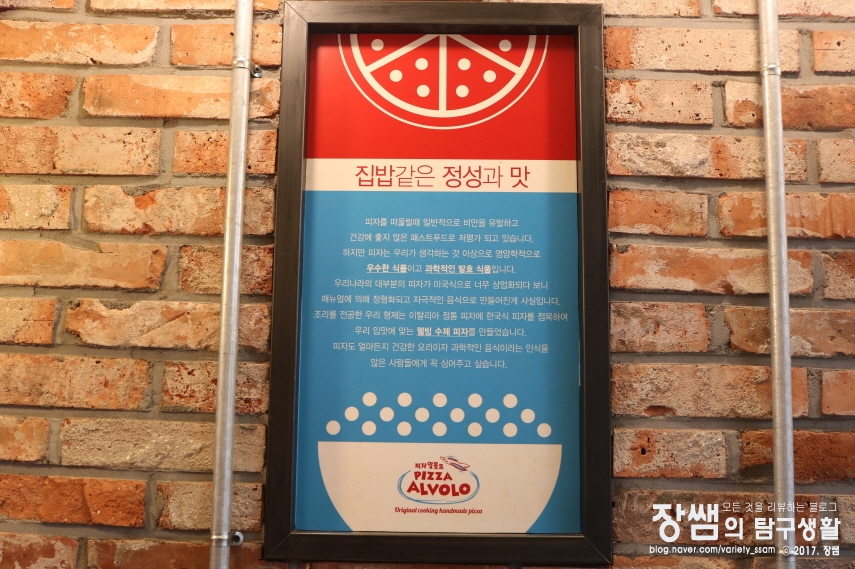 집밥같은 정성과 맛
피자를 떠올릴때 일반적으로 비만을 유발하고
건강에 좋지 않은 패스트푸드로 저평가 되고 있습니다.
하지만 피자는 우리가 생각하는 것 이상으로 영양학적으로
우수한 식품이고 과학적인 발효 식품입니다.
우리나라의 대부분의 피자가 미국식으로 너무 상업화되다 보니
매뉴얼에 의해 정형화되고 자극적인 음식으로 만들어진게 사실입니다.
조리를 전공한 우리 형제는 이탈리아 정통 피자에 한국식 피자를 접목하여
우리 입맛에 맞는 웰빙 수제 피자를 만들었습니다.
피자도 얼마든지 건강한 요리이자 과학적인 음식이라는 인식을
많은 사람들에게 꼭 심어주고 싶습니다.
피자알볼로
PIZZA
ALVOLO
Original cooking handmade pizza
모든 것을 리뷰하는 블로그
장쌤의 탐구생활
blog.naver.com/variety_ssam © 2017. 장쌤